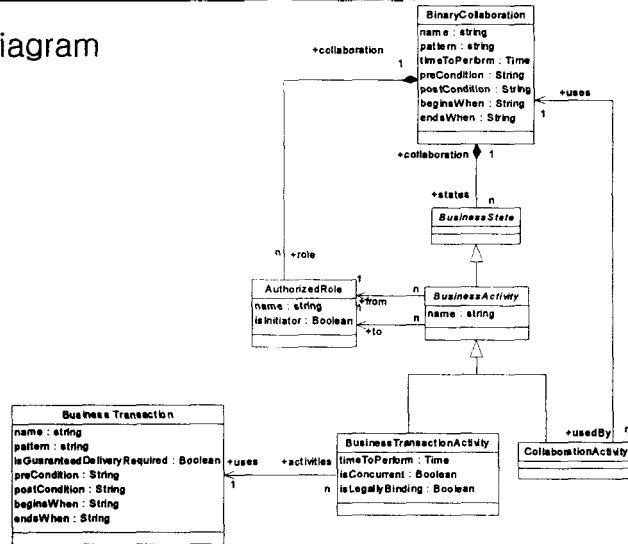 iagram
BinaryCollaboration
name : string
pattern : string
timeToPerform : Time
preCondition : String
postCondition : String
beginsWhen : String
endsWhen : String
+collaboration
1
+uses
1
+collaboration 1
+states n
BusinessState
n +role
AuthorizedRole
name : string
isInitiator : Boolean
1
+from
n
1
+to
n
BusinessActivity
name : string
Business Transaction
name : string
pattern : string
isGuaranteedDeliveryRequired : Boolean
preCondition : String
postCondition : String
beginsWhen : String
endsWhen : String
+uses
1
+activities
n
BusinessTransactionActivity
timeToPerform : Time
isConcurrent : Boolean
isLegallyBinding : Boolean
+usedBy n
CollaborationActivity